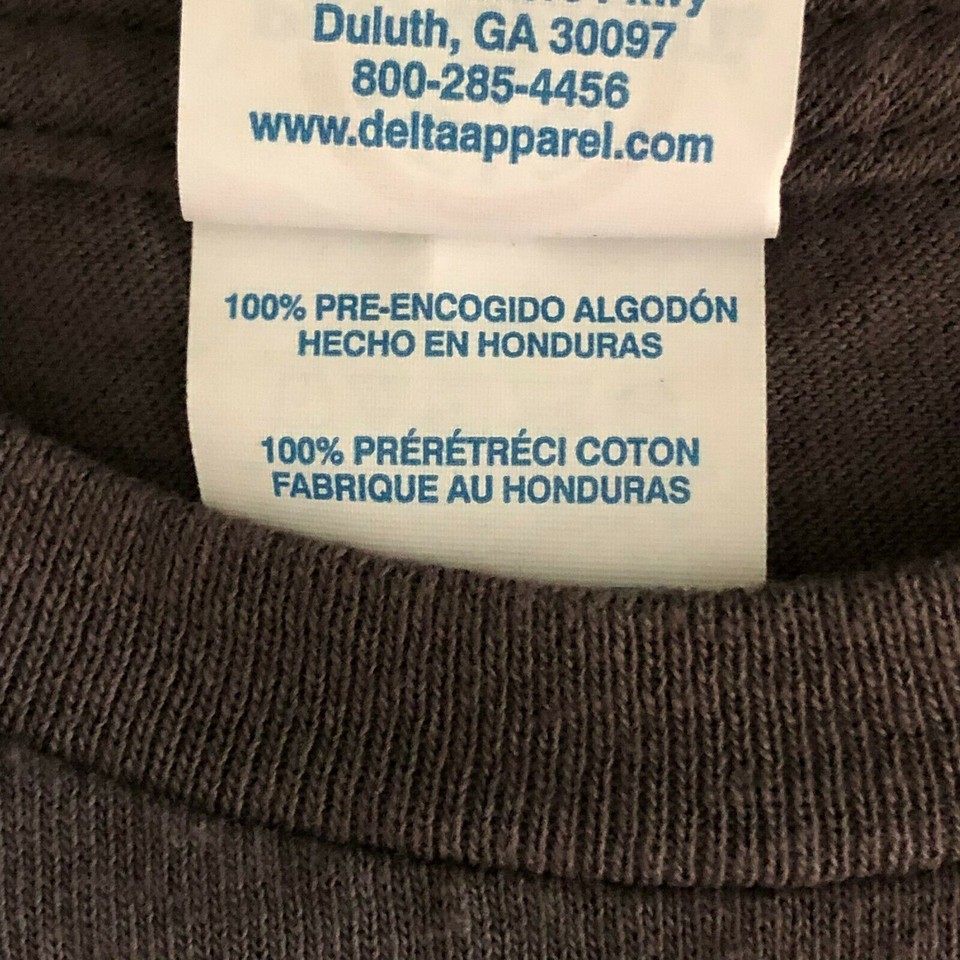 Duluth, GA 30097
800-285-4456
www.deltaapparel.com
100% PRE-ENCOGIDO ALGODÓN
HECHO EN HONDURAS
100% PRÉRÉTRÉCI COTON
FABRIQUE AU HONDURAS